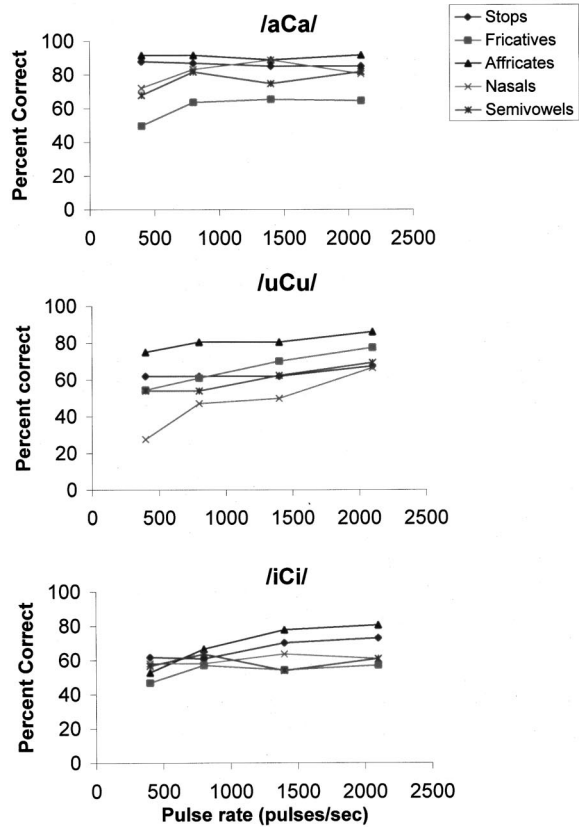 /aCa/
Stops
Fricatives
Affricates
Nasals
Semivowels
Percent Correct
100
80
60
40
20
0
0 500 1000 1500 2000 2500
/uCu/
Percent correct
100
80
60
40
20
0
0 500 1000 1500 2000 2500
/iCi/
Percent Correct
100
80
60
40
20
0
0 500 1000 1500 2000 2500
Pulse rate (pulses/sec)